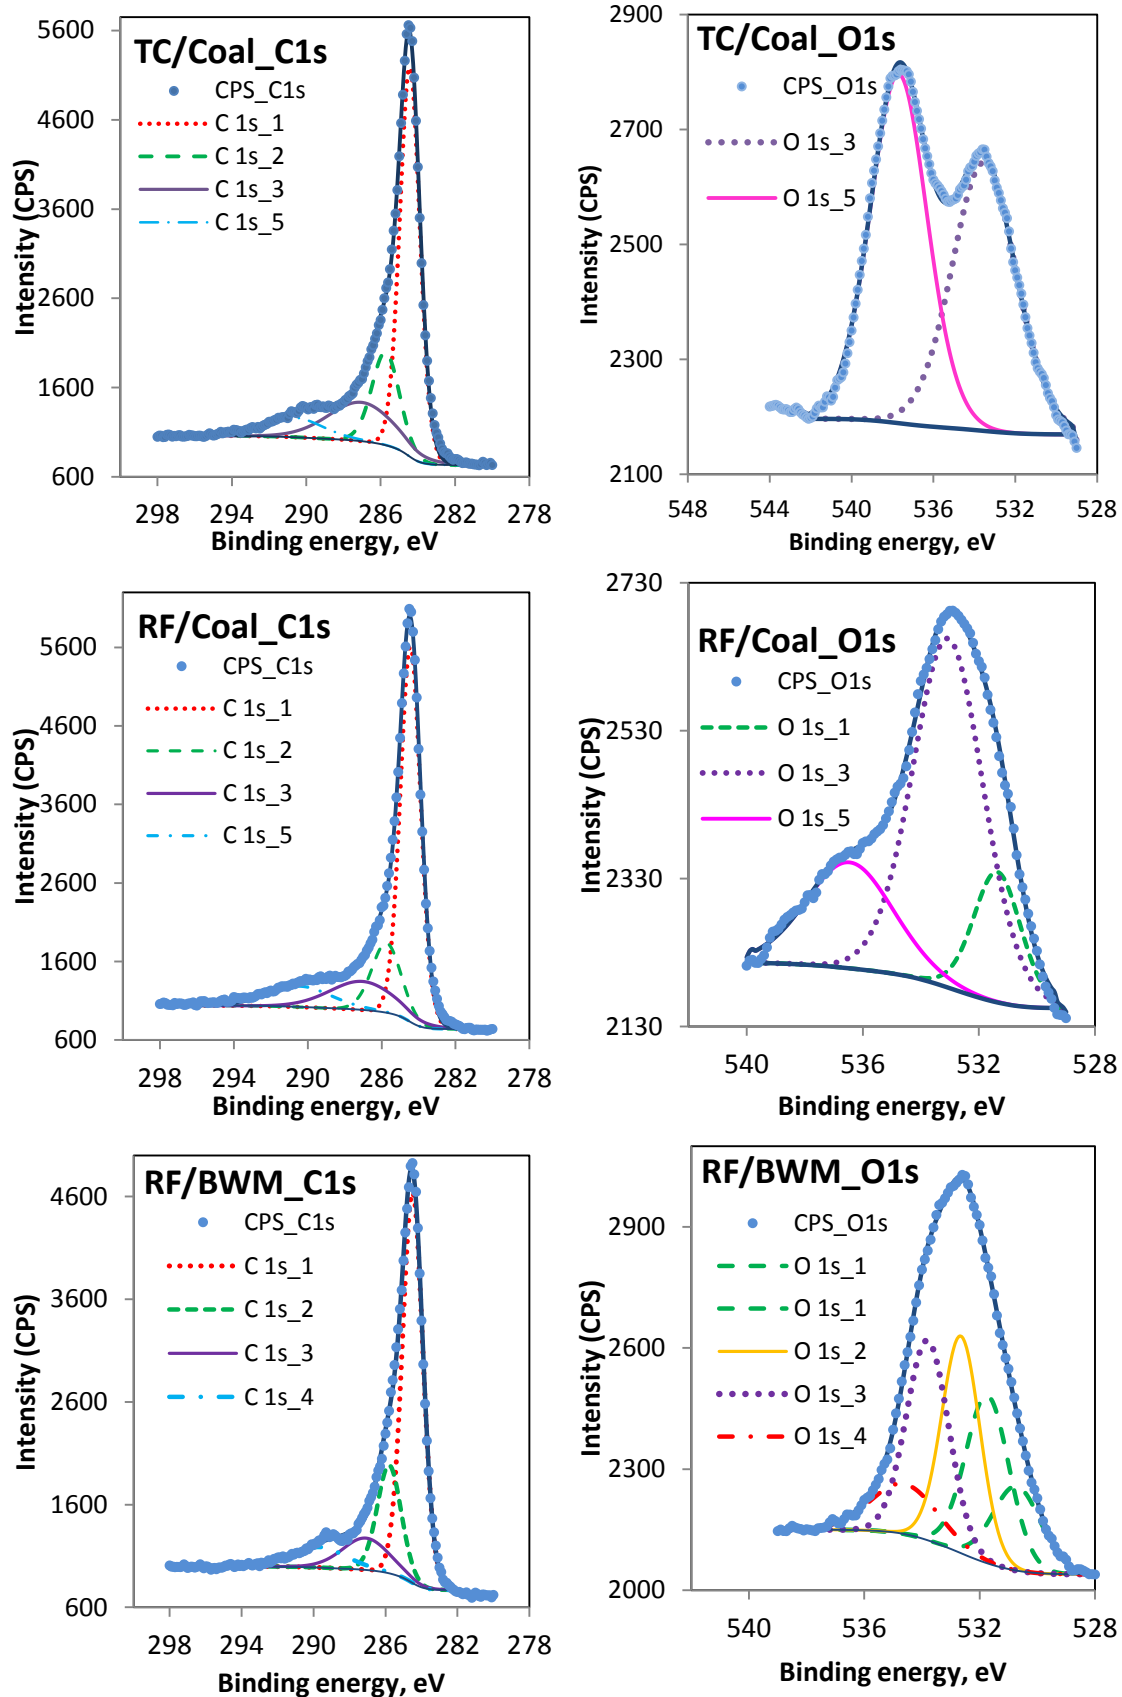 TC/Coal_C1s
CPS_C1s
C 1s_1
C 1s_2
C 1s_3
C 1s_5
5600
4600
3600
2600
1600
600
298
294
290
286
282
278
Intensity (CPS)
Binding energy, eV
TC/Coal_O1s
CPS_O1s
O 1s_3
O 1s_5
2900
2700
2500
2300
2100
548
544
540
536
532
528
Intensity (CPS)
Binding energy, eV
RF/Coal_C1s
CPS_C1s
C 1s_1
C 1s_2
C 1s_3
C 1s_5
5600
4600
3600
2600
1600
600
298
294
290
286
282
278
Intensity (CPS)
Binding energy, eV
RF/Coal_O1s
CPS_O1s
O 1s_1
O 1s_3
O 1s_5
2730
2530
2330
2130
540
536
532
528
Intensity (CPS)
Binding energy, eV
RF/BWM_C1s
CPS_C1s
C 1s_1
C 1s_2
C 1s_3
C 1s_4
4600
3600
2600
1600
600
298
294
290
286
282
278
Intensity (CPS)
Binding energy, eV
RF/BWM_O1s
CPS_O1s
O 1s_1
O 1s_1
O 1s_2
O 1s_3
O 1s_4
2900
2600
2300
2000
540
536
532
528
Intensity (CPS)
Binding energy, eV